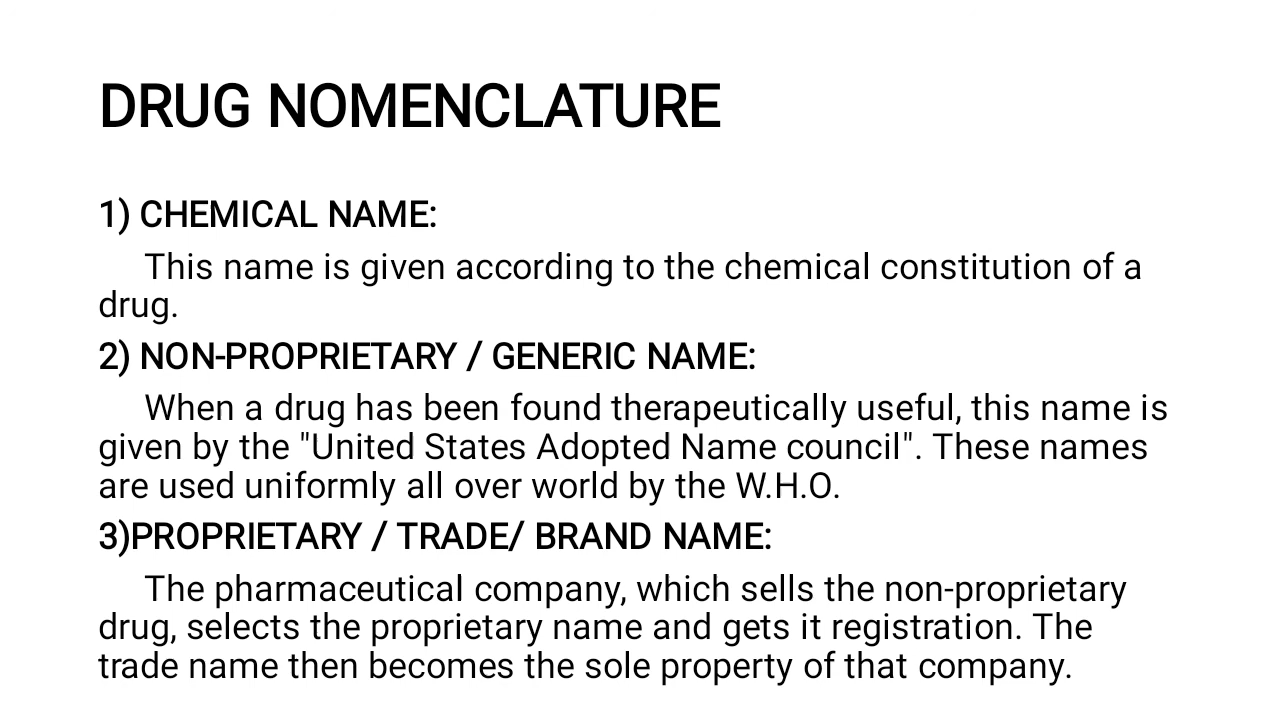 DRUG NOMENCLATURE
1) CHEMICAL NAME:
This name is given according to the chemical constitution of a
drug.
2) NON-PROPRIETARY / GENERIC NAME:
When a drug has been found therapeutically useful, this name is
given by the "United States Adopted Name council". These names
are used uniformly all over world by the W.H.O.
3)PROPRIETARY / TRADE/ BRAND NAME:
The pharmaceutical company, which sells the non-proprietary
drug, selects the proprietary name and gets it registration. The
trade name then becomes the sole property of that company.